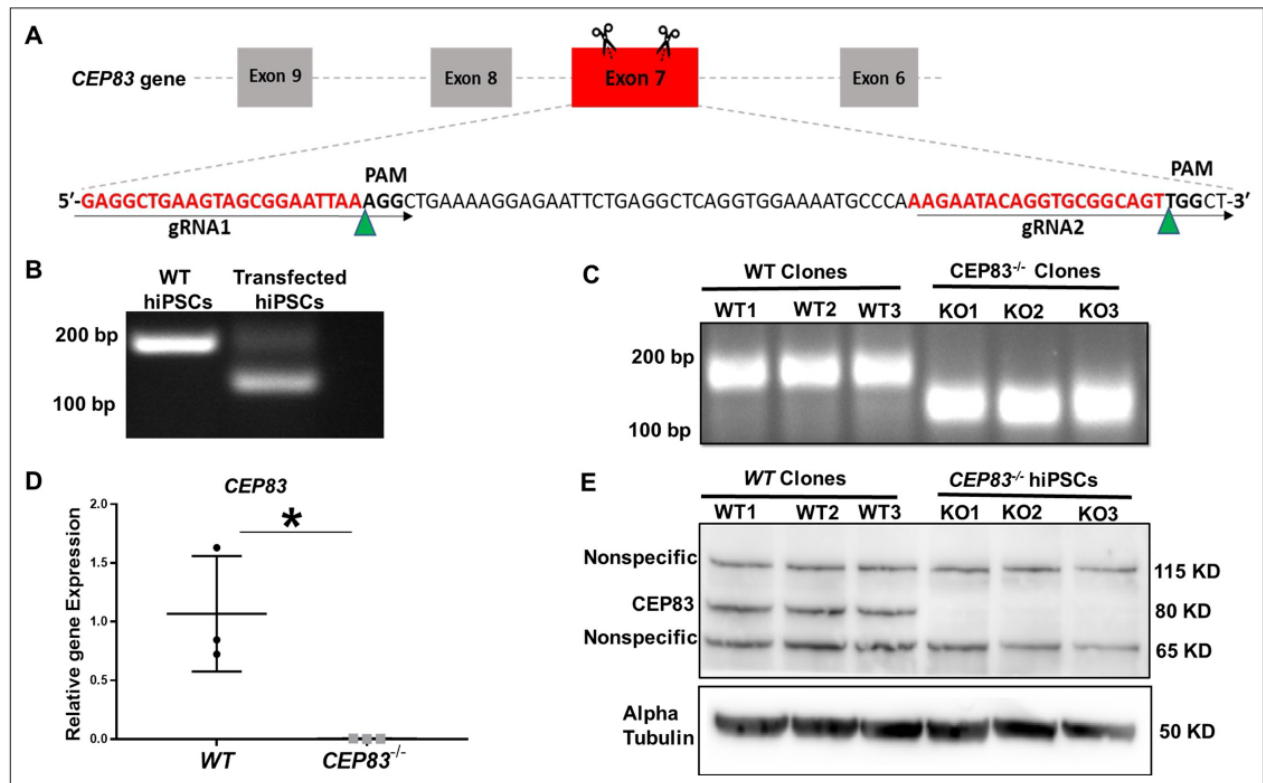 A
CEP83 gene
Exon 9
Exon 8
Exon 7
Exon 6
PAM
PAM
5′-GAGGCTGAAGTAGCGGAATTAAAGGCTGAAAAGGAGAATTCTGAGGCTCAGGTGGAAAATGCCCAAAGAATACAGGTGCGGCAGTTGGCT-3′
gRNA1
gRNA2
B
WT hiPSCs
Transfected hiPSCs
200 bp
100 bp
C
WT Clones
CEP83-/- Clones
WT1 WT2 WT3 KO1 KO2 KO3
200 bp
100 bp
D
CEP83
*
Relative gene Expression
2.0
1.5
1.0
0.5
0.0
WT
CEP83-/-
E
WT Clones
CEP83-/- hiPSCs
WT1 WT2 WT3 KO1 KO2 KO3
Nonspecific
115 KD
CEP83
80 KD
Nonspecific
65 KD
Alpha
Tubulin
50 KD